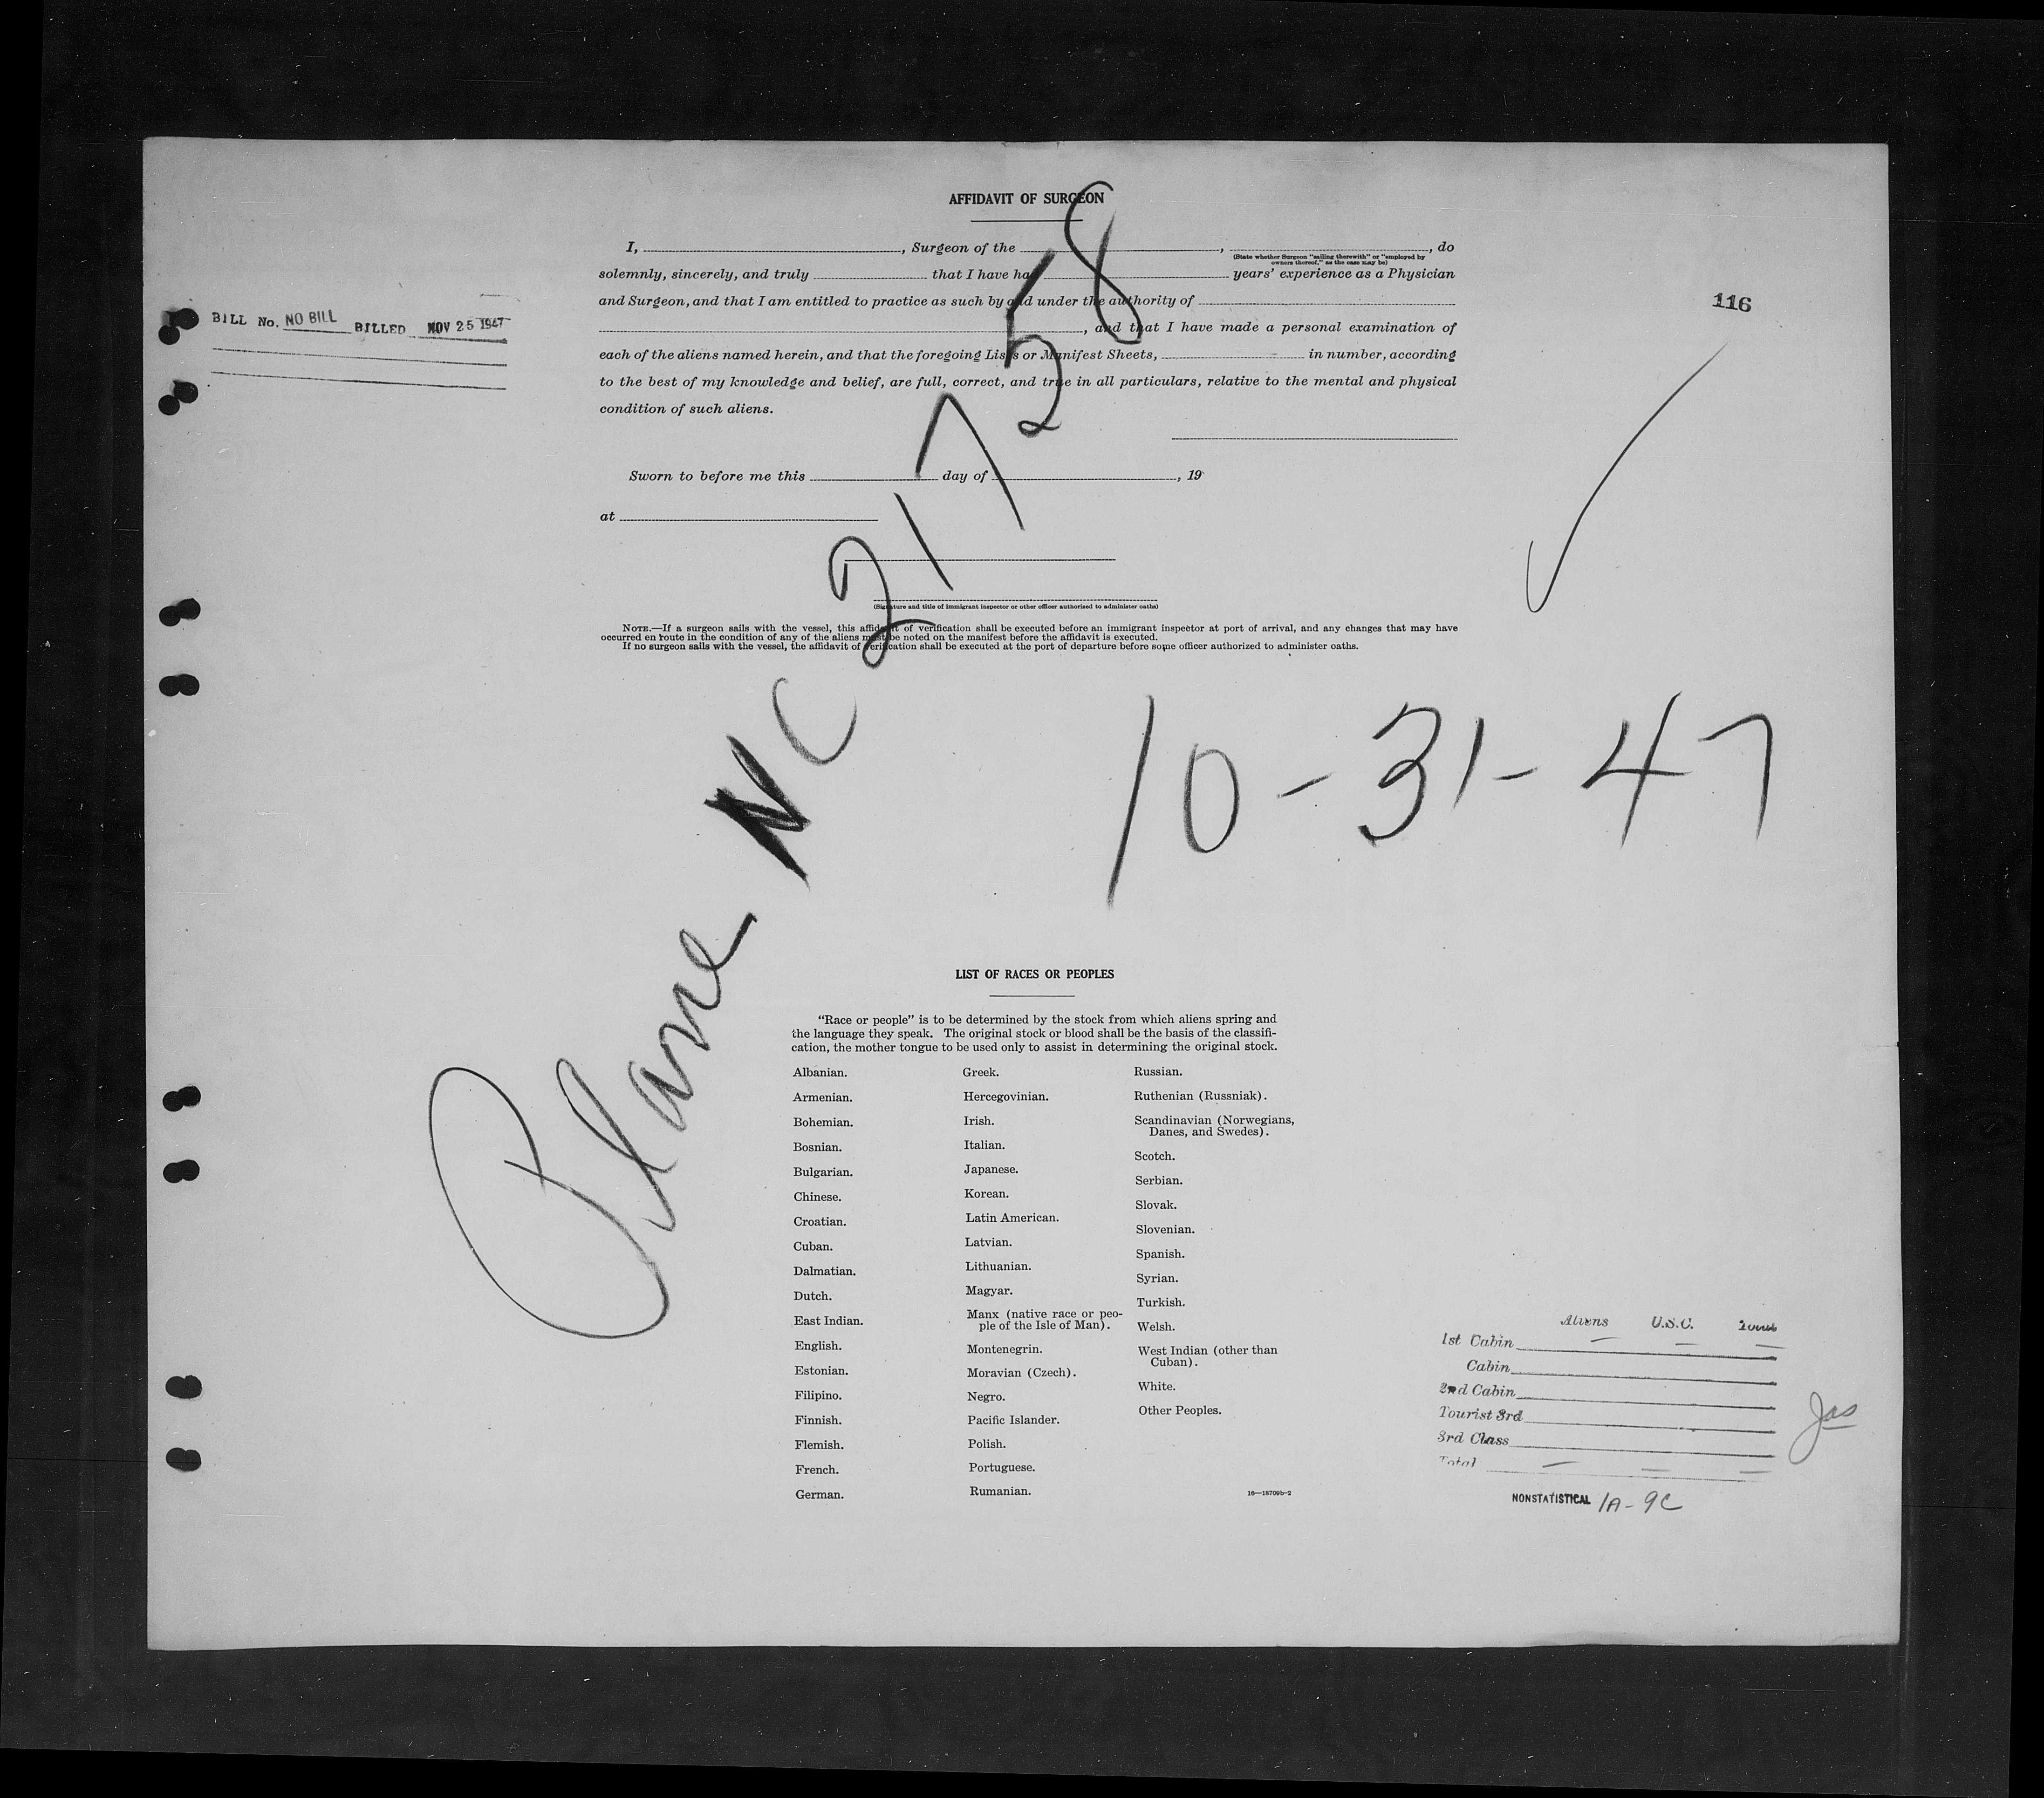 AFFIDAVIT OF SURGEON
I, , Surgeon of the , , do
(State whether Surgeon "sailing therewith" or "employed by
owners thereof," as the case may be)
solemnly, sincerely, and truly that I have had years' experience as a Physician
and Surgeon, and that I am entitled to practice as such by and under the authority of
, and that I have made a personal examination of
each of the aliens named herein, and that the foregoing Lists or Manifest Sheets, in number, according
to the best of my knowledge and belief, are full, correct, and true in all particulars, relative to the mental and physical
condition of such aliens.
Sworn to before me this day of , 19
at
(Signature and title of immigrant inspector or other officer authorized to administer oaths)
NOTE.—If a surgeon sails with the vessel, this affidavit of verification shall be executed before an immigrant inspector at port of arrival, and any changes that may have
occurred en route in the condition of any of the aliens must be noted on the manifest before the affidavit is executed.
If no surgeon sails with the vessel, the affidavit of verification shall be executed at the port of departure before some officer authorized to administer oaths.
BILL No. NO BILL BILLED NOV 25 1947
116
Plane NC 21758
10-31-47
LIST OF RACES OR PEOPLES
"Race or people" is to be determined by the stock from which aliens spring and
the language they speak. The original stock or blood shall be the basis of the classifi-
cation, the mother tongue to be used only to assist in determining the original stock.
Albanian.
Armenian.
Bohemian.
Bosnian.
Bulgarian.
Chinese.
Croatian.
Cuban.
Dalmatian.
Dutch.
East Indian.
English.
Estonian.
Filipino.
Finnish.
Flemish.
French.
German.
Greek.
Hercegovinian.
Irish.
Italian.
Japanese.
Korean.
Latin American.
Latvian.
Lithuanian.
Magyar.
Manx (native race or peo-
ple of the Isle of Man).
Montenegrin.
Moravian (Czech).
Negro.
Pacific Islander.
Polish.
Portuguese.
Rumanian.
Russian.
Ruthenian (Russniak).
Scandinavian (Norwegians,
Danes, and Swedes).
Scotch.
Serbian.
Slovak.
Slovenian.
Spanish.
Syrian.
Turkish.
Welsh.
West Indian (other than
Cuban).
White.
Other Peoples.
16—18709b-2
Aliens U.S.C.
1st Cabin — — —
Cabin
2nd Cabin
Tourist 3rd
3rd Class
Total — — —
NONSTATISTICAL 1A-9C